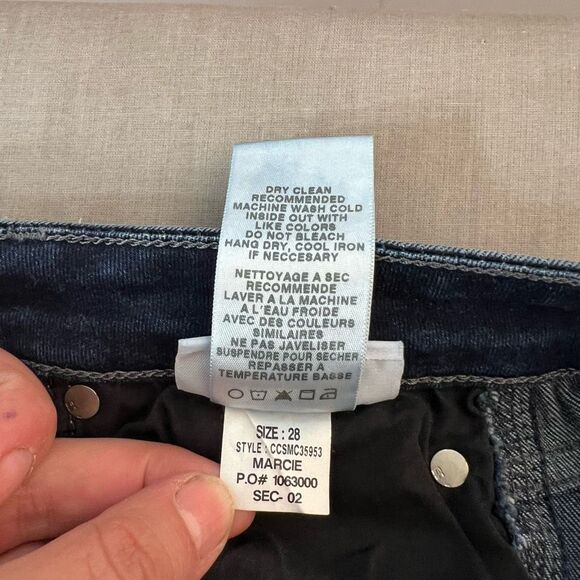 DRY CLEAN
RECOMMENDED
MACHINE WASH COLD
INSIDE OUT WITH
LIKE COLORS
DO NOT BLEACH
HANG DRY, COOL IRON
IF NECCESARY
NETTOYAGE A SEC
RECOMMENDE
LAVER A LA MACHINE
A L'EAU FROIDE
AVEC DES COULEURS
SIMILAIRES
NE PAS JAVELISER
SUSPENDRE POUR SECHER
REPASSER A
TEMPERATURE BASSE
SIZE : 28
STYLE : CCSMC35953
MARCIE
P.O# 1063000
SEC- 02